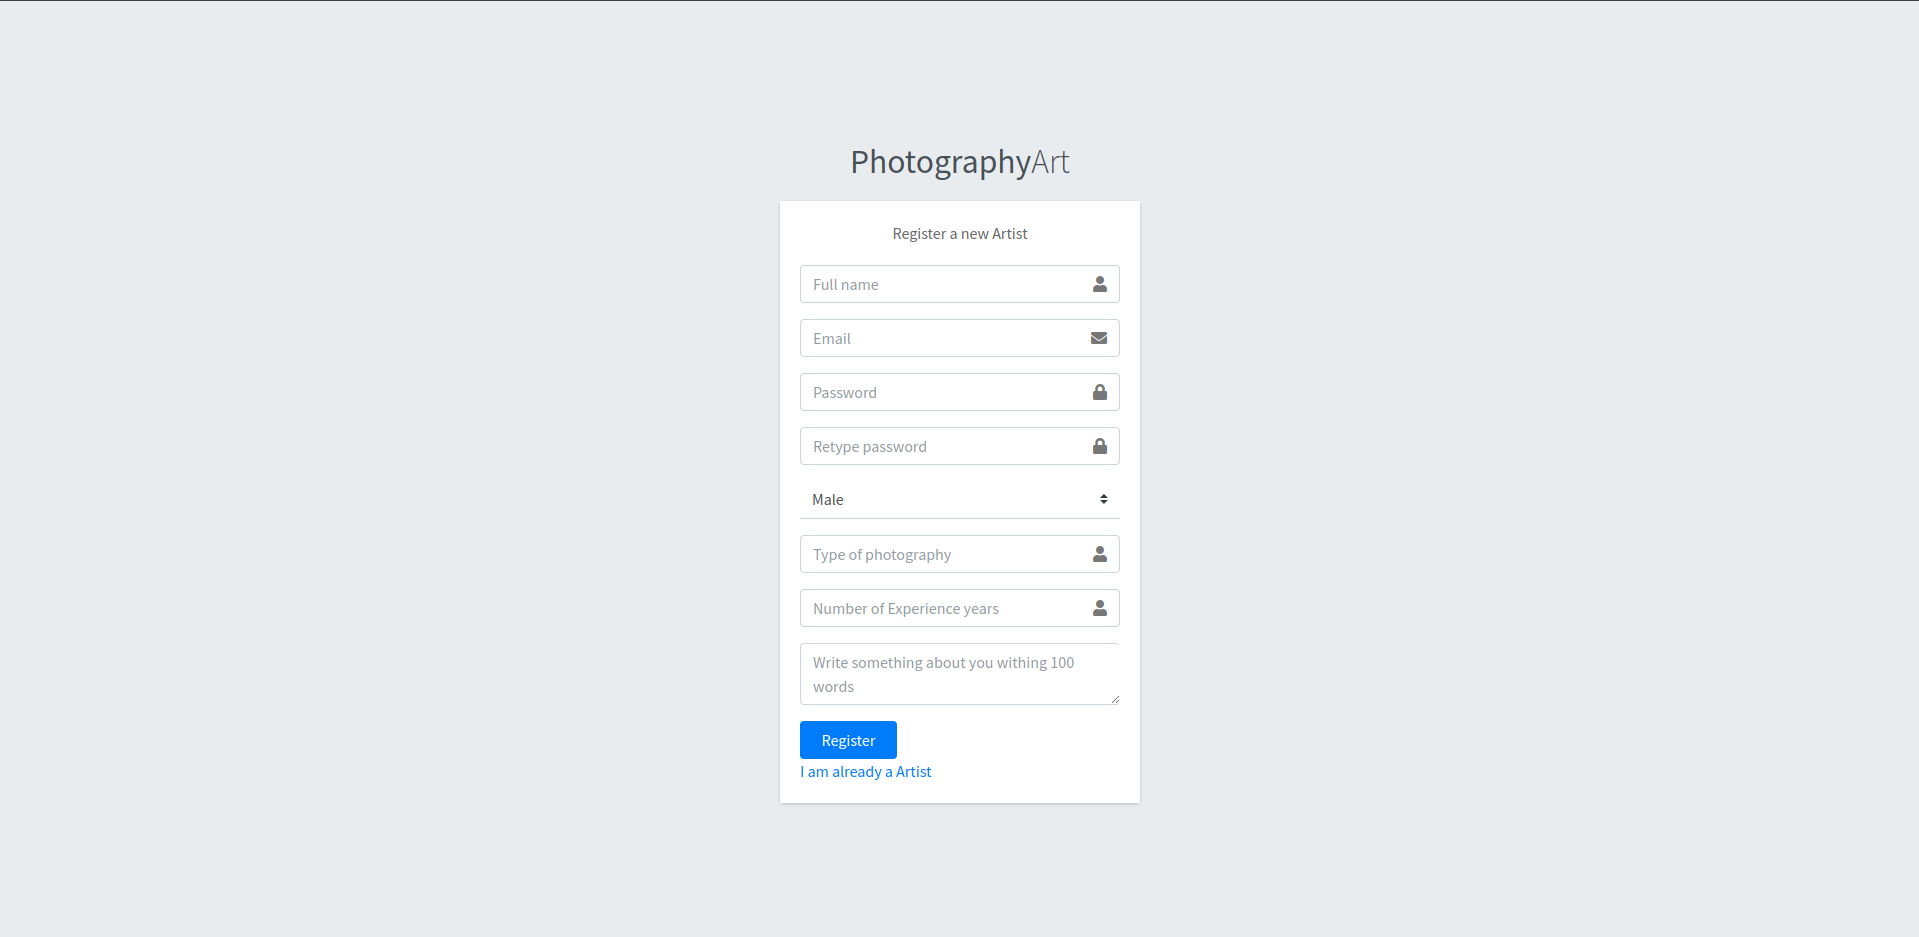 PhotographyArt
Register a new Artist
Full name
Email
Password
Retype password
Male
Type of photography
Number of Experience years
Write something about you withing 100
words
Register
I am already a Artist